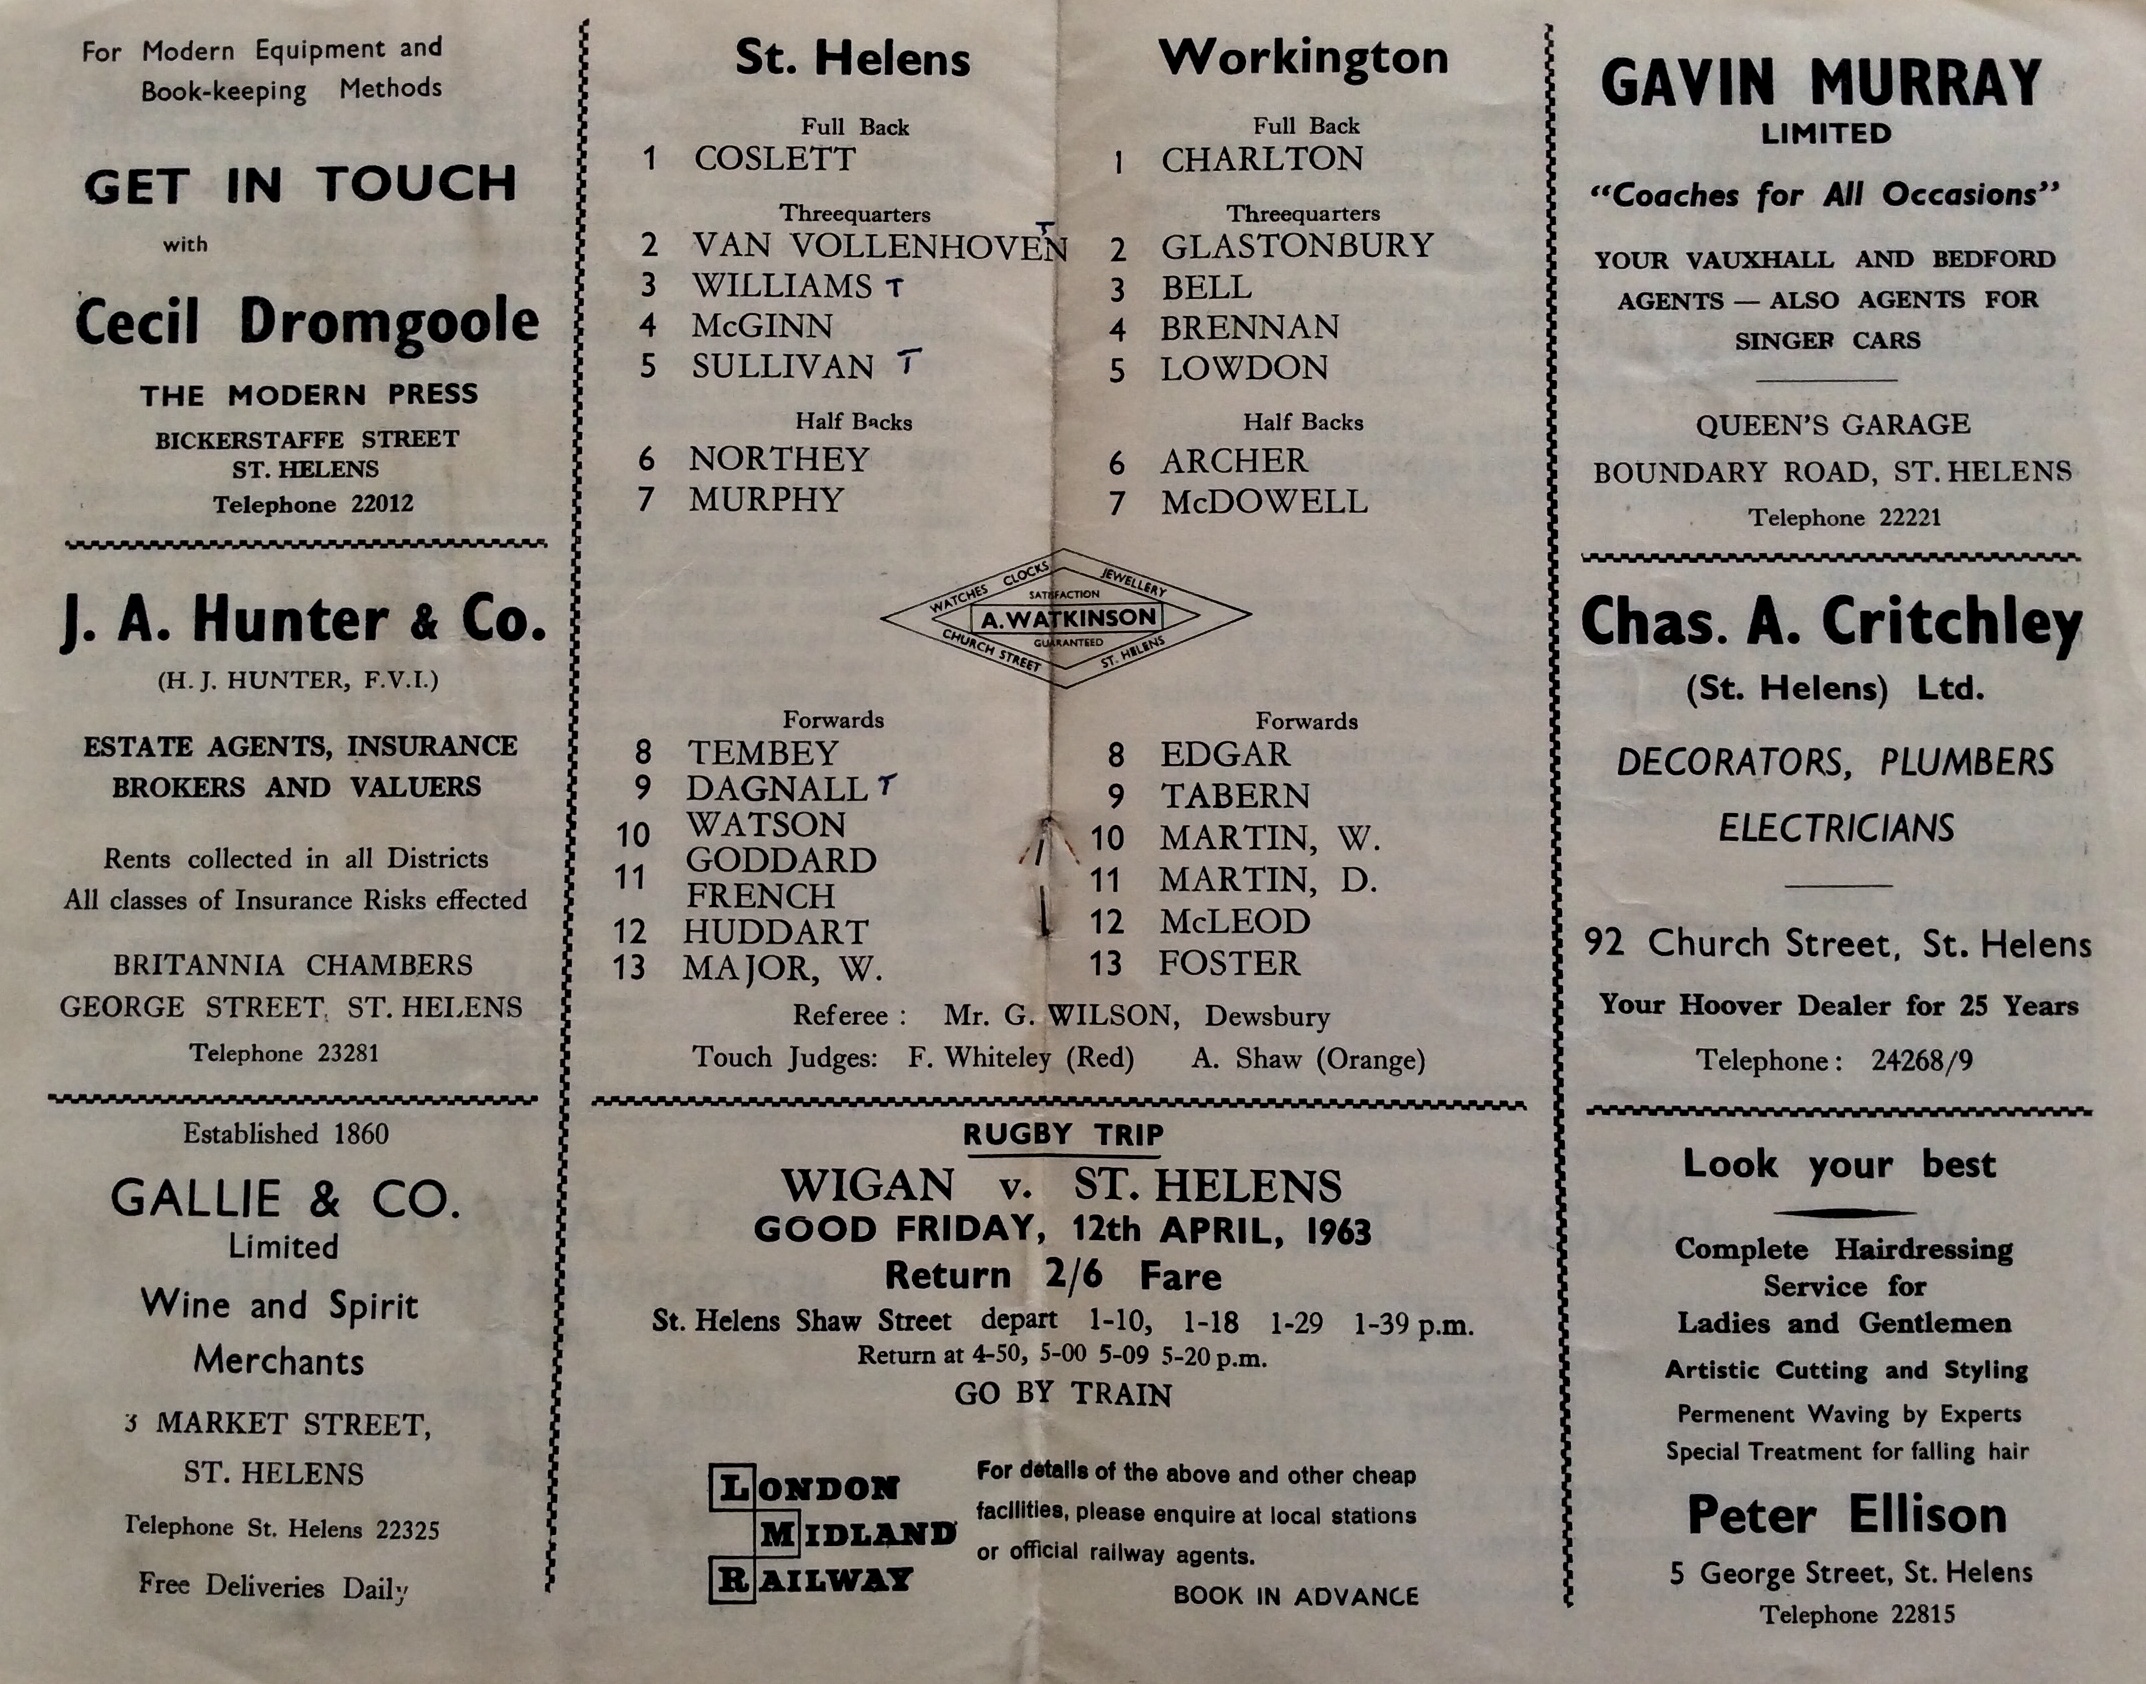 For Modern Equipment and
Book-keeping Methods
GET IN TOUCH
with
Cecil Dromgoole
THE MODERN PRESS
BICKERSTAFFE STREET
ST. HELENS
Telephone 22012
J. A. Hunter & Co.
(H. J. HUNTER, F.V.I.)
ESTATE AGENTS, INSURANCE
BROKERS AND VALUERS
Rents collected in all Districts
All classes of Insurance Risks effected
BRITANNIA CHAMBERS
GEORGE STREET, ST. HELENS
Telephone 23281
Established 1860
GALLIE & CO.
Limited
Wine and Spirit
Merchants
3 MARKET STREET,
ST. HELENS
Telephone St. Helens 22325
Free Deliveries Daily
St. Helens
Full Back
1 COSLETT
Threequarters
2 VAN VOLLENHOVEN T
3 WILLIAMS T
4 McGINN
5 SULLIVAN T
Half Backs
6 NORTHEY
7 MURPHY
Workington
Full Back
1 CHARLTON
Threequarters
2 GLASTONBURY
3 BELL
4 BRENNAN
5 LOWDON
Half Backs
6 ARCHER
7 McDOWELL
WATCHES CLOCKS JEWELLERY
SATISFACTION
A. WATKINSON
GUARANTEED
CHURCH STREET ST. HELENS
Forwards
8 TEMBEY
9 DAGNALL T
10 WATSON
GODDARD
11 FRENCH
12 HUDDART
13 MAJOR, W.
Forwards
8 EDGAR
9 TABERN
10 MARTIN, W.
11 MARTIN, D.
12 McLEOD
13 FOSTER
Referee : Mr. G. WILSON, Dewsbury
Touch Judges: F. Whiteley (Red) A. Shaw (Orange)
RUGBY TRIP
WIGAN v. ST. HELENS
GOOD FRIDAY, 12th APRIL, 1963
Return 2/6 Fare
St. Helens Shaw Street depart 1-10, 1-18 1-29 1-39 p.m.
Return at 4-50, 5-00 5-09 5-20 p.m.
GO BY TRAIN
LONDON
MIDLAND
RAILWAY
For details of the above and other cheap
facilities, please enquire at local stations
or official railway agents.
BOOK IN ADVANCE
GAVIN MURRAY
LIMITED
"Coaches for All Occasions"
YOUR VAUXHALL AND BEDFORD
AGENTS — ALSO AGENTS FOR
SINGER CARS
QUEEN'S GARAGE
BOUNDARY ROAD, ST. HELENS
Telephone 22221
Chas. A. Critchley
(St. Helens) Ltd.
DECORATORS, PLUMBERS
ELECTRICIANS
92 Church Street, St. Helens
Your Hoover Dealer for 25 Years
Telephone : 24268/9
Look your best
Complete Hairdressing
Service for
Ladies and Gentlemen
Artistic Cutting and Styling
Permenent Waving by Experts
Special Treatment for falling hair
Peter Ellison
5 George Street, St. Helens
Telephone 22815